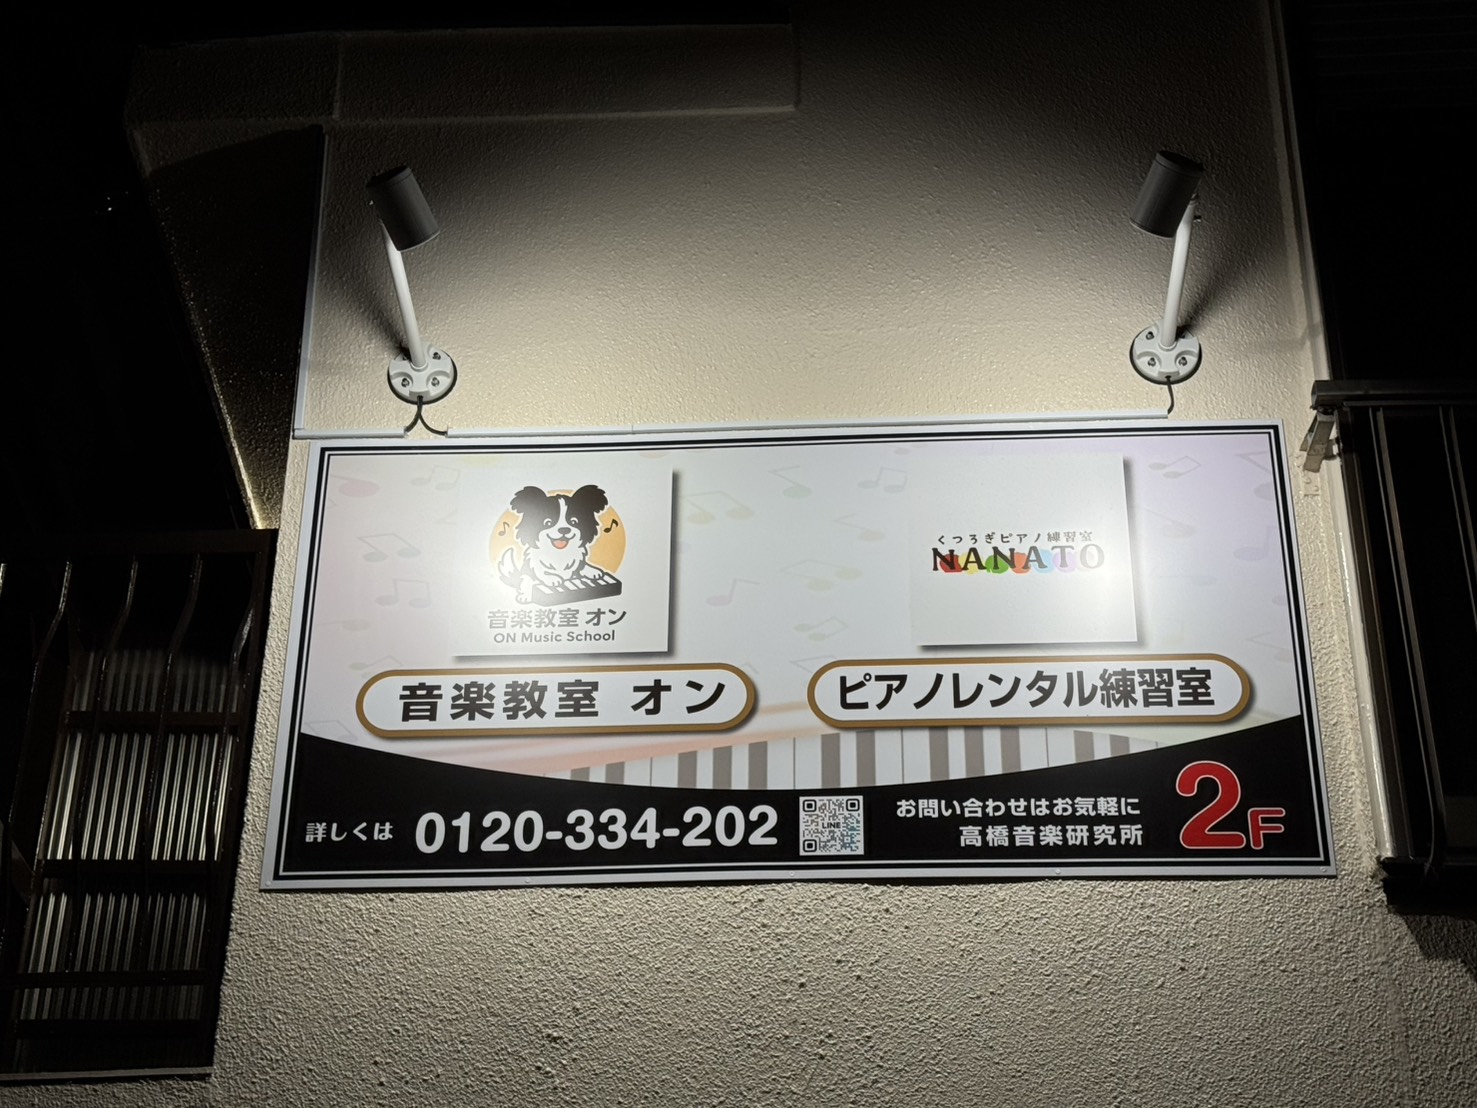 音楽教室 オン
ON Music School
音楽教室 オン
くつろぎピアノ練習室
NANATO
ピアノレンタル練習室
詳しくは 0120-334-202
LINE
お問い合わせはお気軽に
高橋音楽研究所
2F